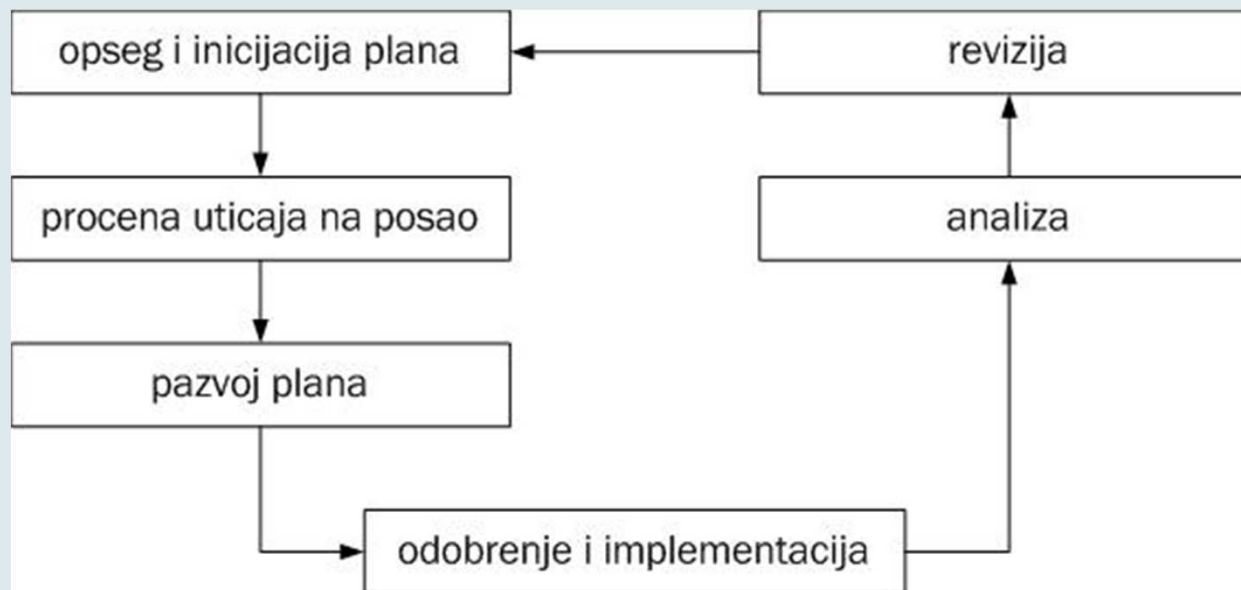 opseg i inicijacija plana
revizija
procena uticaja na posao
analiza
pazvoj plana
odobrenje i implementacija